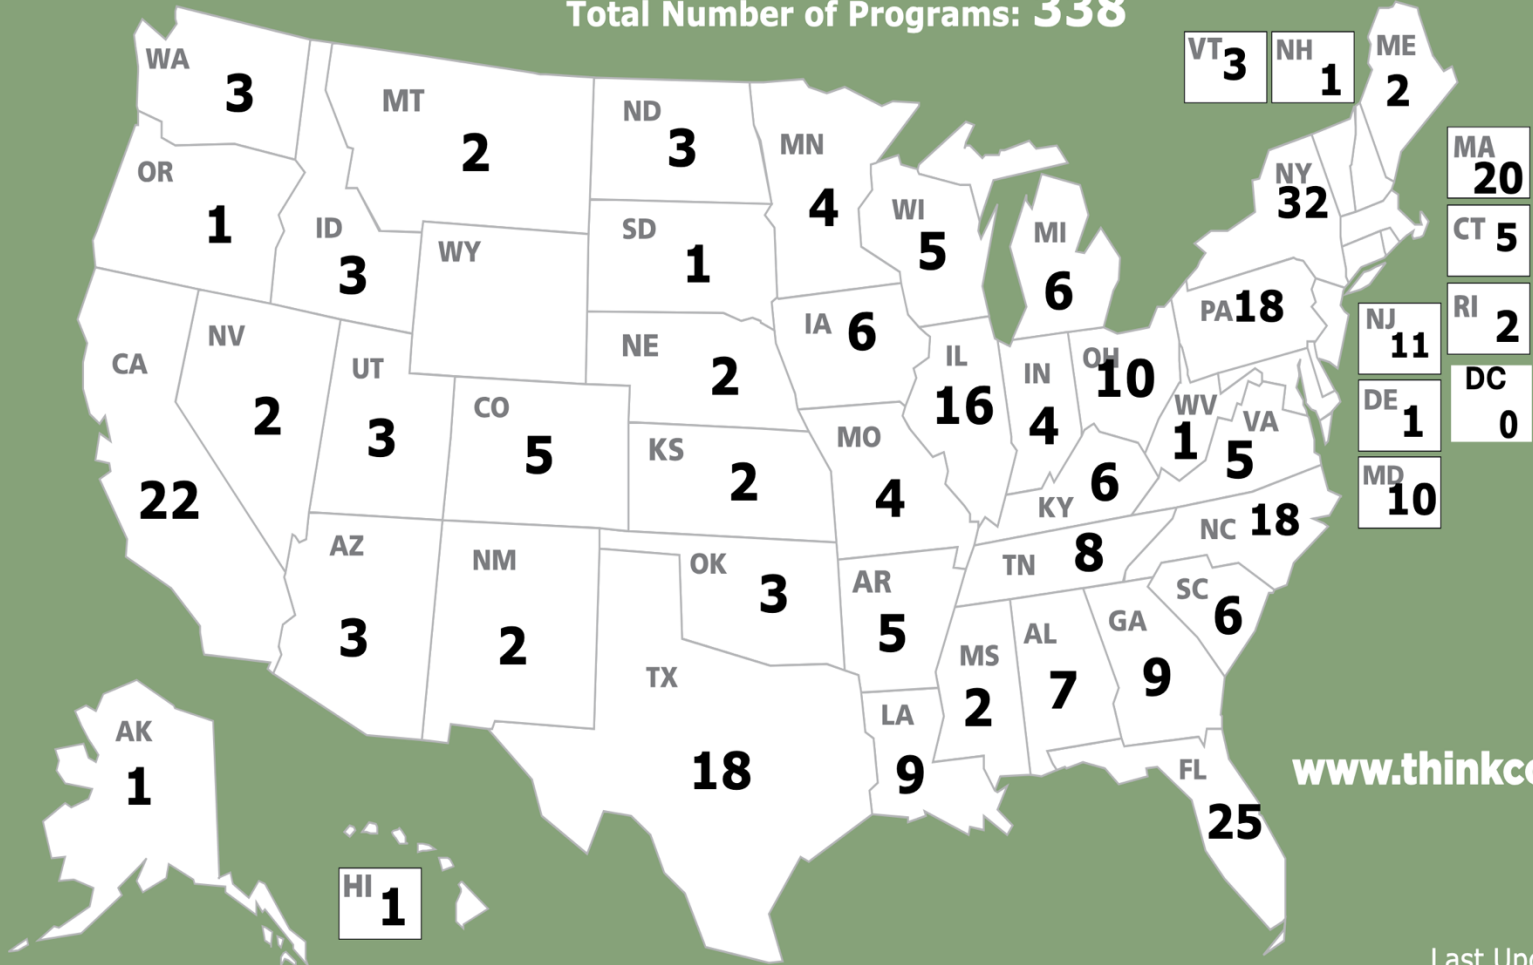 Total Number of Programs: 338
WA 3
MT 2
ND 3
MN 4
VT 3
NH 1
ME 2
OR 1
ID 3
WY
SD 1
WI 5
MI 6
NY 32
MA 20
CT 5
RI 2
CA 22
NV 2
UT 3
CO 5
NE 2
IA 6
IL 16
IN 4
OH 10
PA 18
NJ 11
DE 1
DC 0
MD 10
KS 2
MO 4
KY 6
WV 1
VA 5
AZ 3
NM 2
OK 3
AR 5
TN 8
NC 18
SC 6
TX 18
LA 9
MS 2
AL 7
GA 9
FL 25
AK 1
HI 1
www.thinkc
Last Up